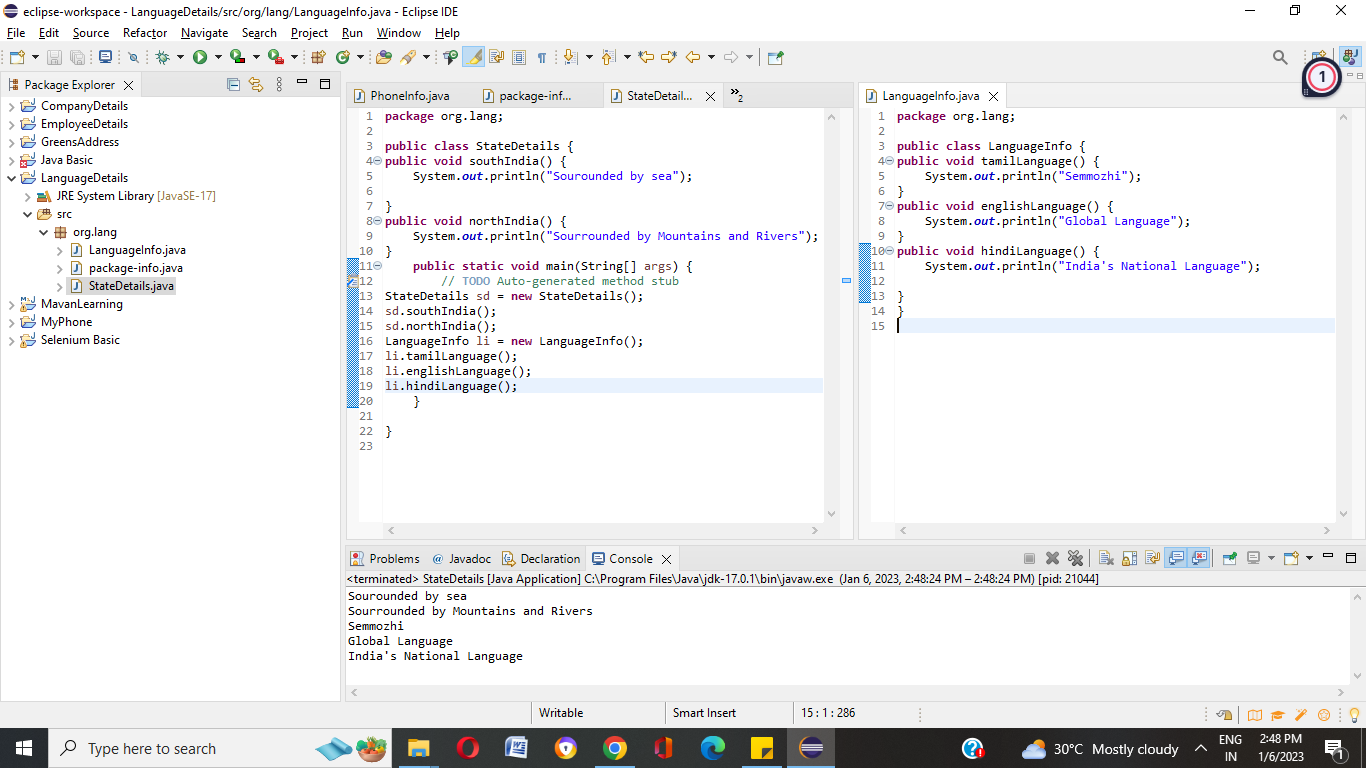 eclipse-workspace - LanguageDetails/src/org/lang/LanguageInfo.java - Eclipse IDE
File Edit Source Refactor Navigate Search Project Run Window Help
1
Package Explorer
CompanyDetails
EmployeeDetails
GreensAddress
Java Basic
LanguageDetails
JRE System Library [JavaSE-17]
src
org.lang
LanguageInfo.java
package-info.java
StateDetails.java
MavanLearning
MyPhone
Selenium Basic
PhoneInfo.java package-inf... StateDetail... »2
1 package org.lang;
2
3 public class StateDetails {
4 public void southIndia() {
5 System.out.println("Sourounded by sea");
6
7 }
8 public void northIndia() {
9 System.out.println("Sourrounded by Mountains and Rivers");
10 }
11 public static void main(String[] args) {
12 // TODO Auto-generated method stub
13 StateDetails sd = new StateDetails();
14 sd.southIndia();
15 sd.northIndia();
16 LanguageInfo li = new LanguageInfo();
17 li.tamilLanguage();
18 li.englishLanguage();
19 li.hindiLanguage();
20 }
21
22 }
23
LanguageInfo.java
1 package org.lang;
2
3 public class LanguageInfo {
4 public void tamilLanguage() {
5 System.out.println("Semmozhi");
6 }
7 public void englishLanguage() {
8 System.out.println("Global Language");
9 }
10 public void hindiLanguage() {
11 System.out.println("India's National Language");
12
13 }
14 }
15
Problems @ Javadoc Declaration Console
<terminated> StateDetails [Java Application] C:\Program Files\Java\jdk-17.0.1\bin\javaw.exe (Jan 6, 2023, 2:48:24 PM – 2:48:24 PM) [pid: 21044]
Sourounded by sea
Sourrounded by Mountains and Rivers
Semmozhi
Global Language
India's National Language
Writable Smart Insert 15 : 1 : 286
Type here to search
30°C Mostly cloudy
ENG
IN
2:48 PM
1/6/2023
1